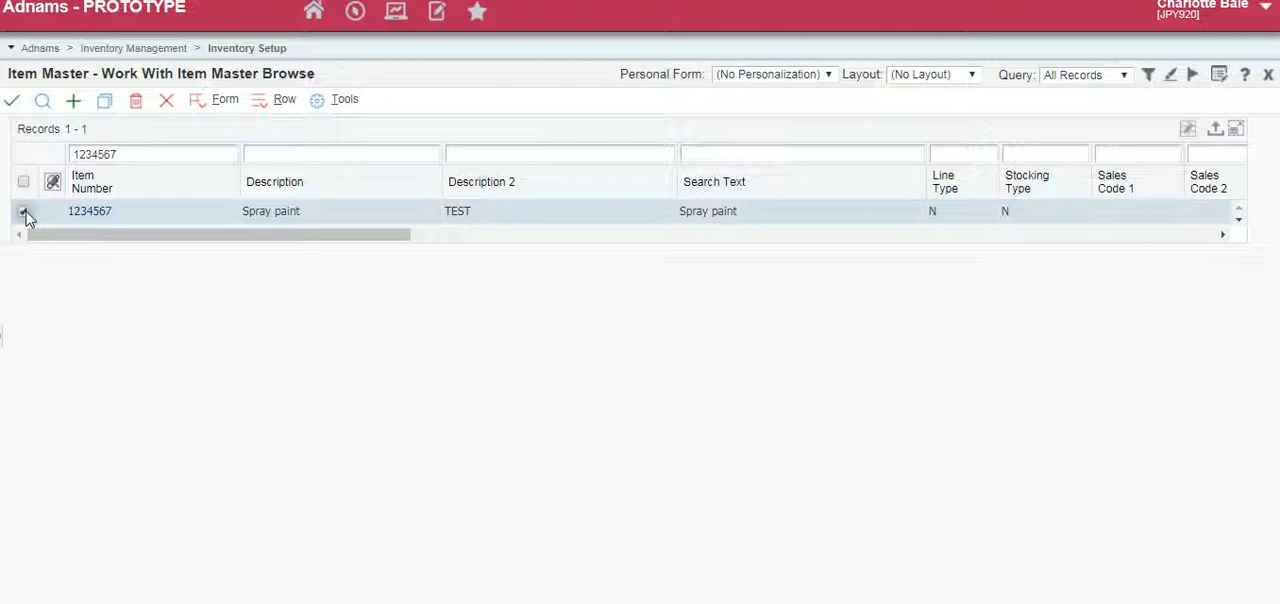 Adnams - PROTOTYPE
Charlotte Bale
[JPY920]
Adnams > Inventory Management > Inventory Setup
Item Master - Work With Item Master Browse
Personal Form: (No Personalization) Layout: (No Layout) Query: All Records
Form Row Tools
Records 1 - 1
1234567
Item Number Description Description 2 Search Text Line Type Stocking Type Sales Code 1 Sales Code 2
1234567 Spray paint TEST Spray paint N N